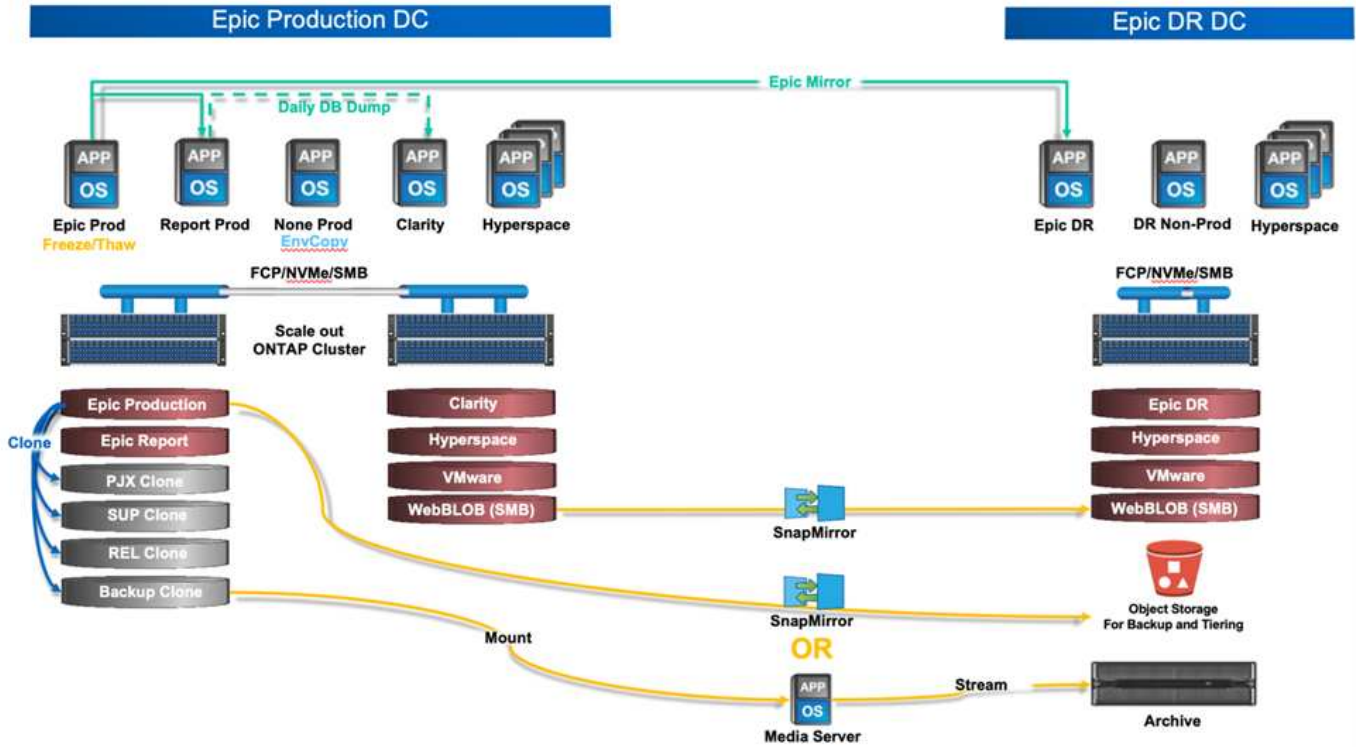 Epic Production DC
Epic DR DC
Epic Mirror
Daily DB Dump
APP
OS
APP
OS
APP
OS
APP
OS
APP
OS
APP
OS
APP
OS
APP
OS
Epic Prod
Report Prod
None Prod
Clarity
Hyperspace
Epic DR
DR Non-Prod
Hyperspace
Freeze/Thaw
EnvCopy
FCP/NVMe/SMB
FCP/NVMe/SMB
Scale out
ONTAP Cluster
Epic Production
Clarity
Epic DR
Clone
Epic Report
Hyperspace
Hyperspace
PJX Clone
VMware
VMware
SUP Clone
WebBLOB (SMB)
WebBLOB (SMB)
SnapMirror
REL Clone
Backup Clone
Object Storage
For Backup and Tiering
SnapMirror
Mount
OR
APP
OS
Stream
Media Server
Archive